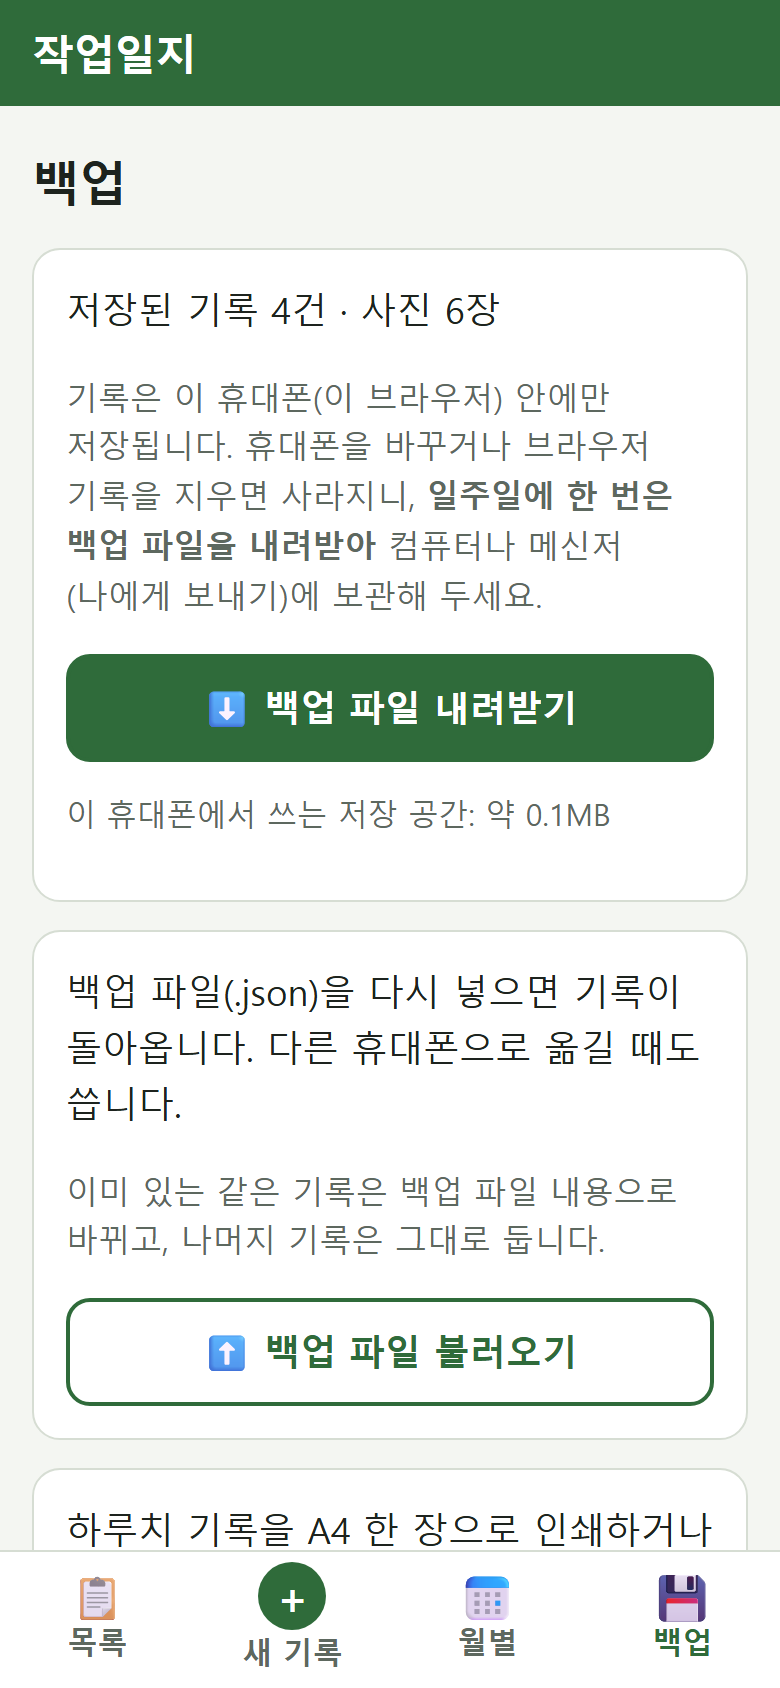 작업일지
백업
저장된 기록 4건 · 사진 6장
기록은 이 휴대폰(이 브라우저) 안에만
저장됩니다. 휴대폰을 바꾸거나 브라우저
기록을 지우면 사라지니, 일주일에 한 번은
백업 파일을 내려받아 컴퓨터나 메신저
(나에게 보내기)에 보관해 두세요.
⬇️ 백업 파일 내려받기
이 휴대폰에서 쓰는 저장 공간: 약 0.1MB
백업 파일(.json)을 다시 넣으면 기록이
돌아옵니다. 다른 휴대폰으로 옮길 때도
씁니다.
이미 있는 같은 기록은 백업 파일 내용으로
바뀌고, 나머지 기록은 그대로 둡니다.
⬆️ 백업 파일 불러오기
하루치 기록을 A4 한 장으로 인쇄하거나
목록
+
새 기록
월별
백업